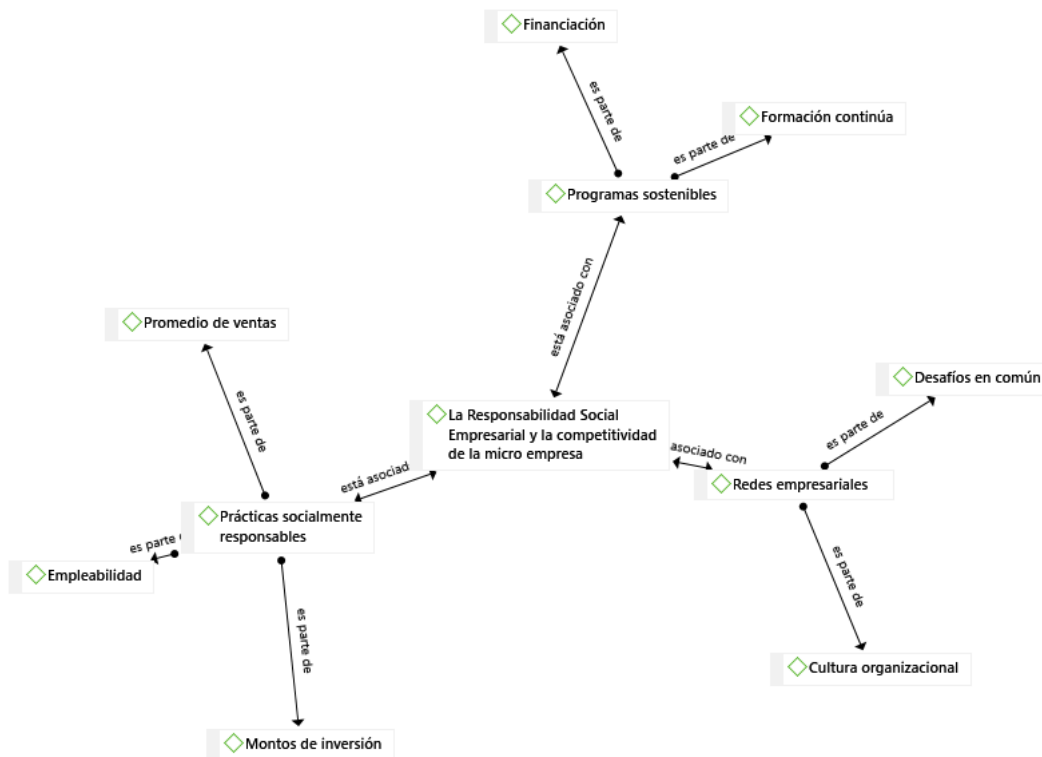 Financiación
es parte de
Formación continúa
es parte de
Programas sostenibles
está asociado con
Promedio de ventas
es parte de
Desafíos en común
es parte de
La Responsabilidad Social
Empresarial y la competitividad
de la micro empresa
asociado con
está asociad
Redes empresariales
Prácticas socialmente
responsables
es parte
Empleabilidad
es parte de
es parte de
Cultura organizacional
Montos de inversión